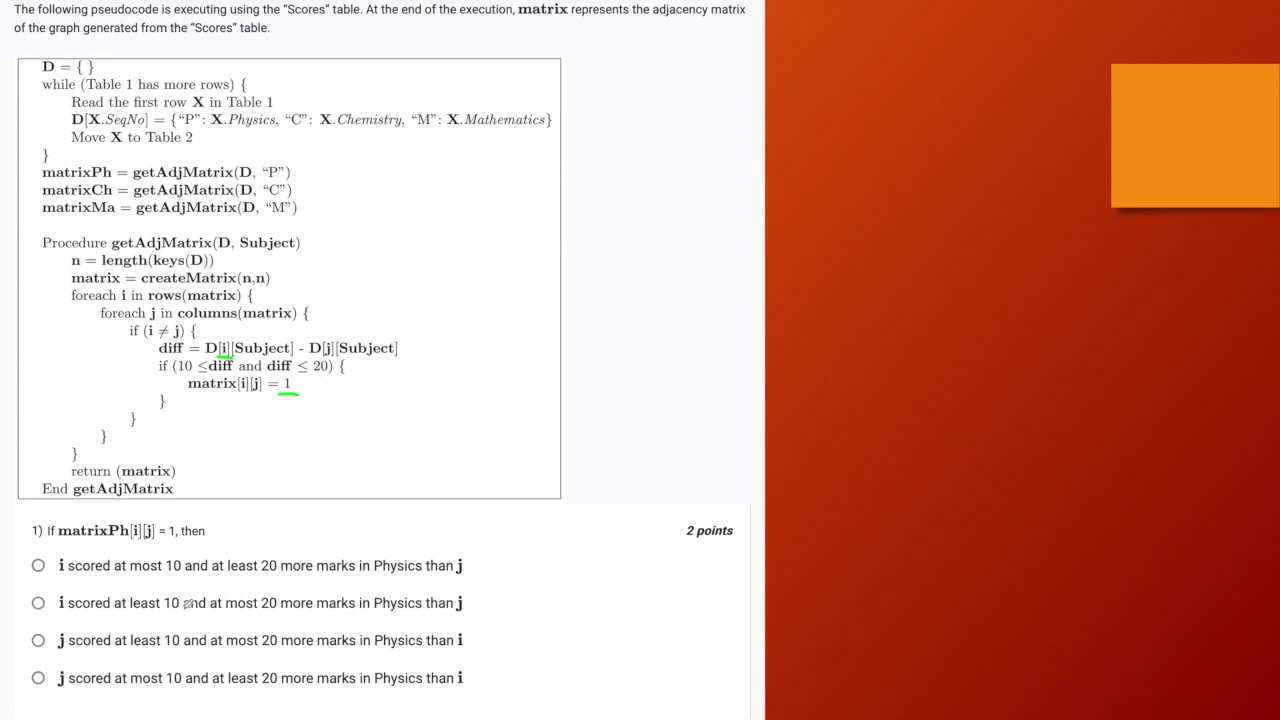 The following pseudocode is executing using the “Scores” table. At the end of the execution, matrix represents the adjacency matrix
of the graph generated from the “Scores” table.
D = { }
while (Table 1 has more rows) {
Read the first row X in Table 1
D[X.SeqNo] = {“P”: X.Physics, “C”: X.Chemistry, “M”: X.Mathematics}
Move X to Table 2
}
matrixPh = getAdjMatrix(D, “P”)
matrixCh = getAdjMatrix(D, “C”)
matrixMa = getAdjMatrix(D, “M”)
Procedure getAdjMatrix(D, Subject)
n = length(keys(D))
matrix = createMatrix(n,n)
foreach i in rows(matrix) {
foreach j in columns(matrix) {
if (i ≠ j) {
diff = D[i][Subject] - D[j][Subject]
if (10 ≤diff and diff ≤ 20) {
matrix[i][j] = 1
}
}
}
}
return (matrix)
End getAdjMatrix
1) If matrixPh[i][j] = 1, then 2 points
i scored at most 10 and at least 20 more marks in Physics than j
i scored at least 10 and at most 20 more marks in Physics than j
j scored at least 10 and at most 20 more marks in Physics than i
j scored at most 10 and at least 20 more marks in Physics than i